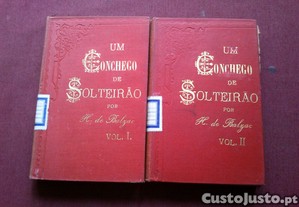 UM
CONCHEGO
DE
SOLTEIRÃO
POR
H. de Balzac
VOL. I.
UM
CONCHEGO
DE
SOLTEIRÃO
POR
H. de Balzac
VOL. II
CustoJusto.pt